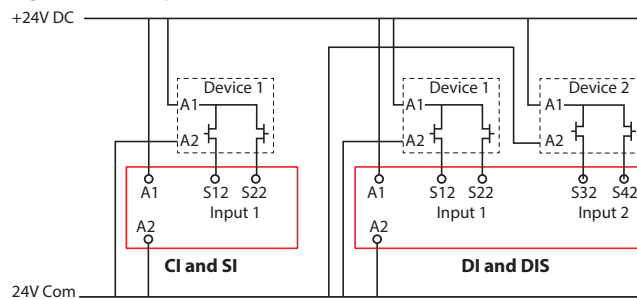 +24V DC
Device 1 Device 1 Device 2
A1 A1 A1
A2 A2 A2
A1 S12 S22 A1 S12 S22 S32 S42
Input 1 Input 1 Input 2
A2 A2
CI and SI DI and DIS
24V Com